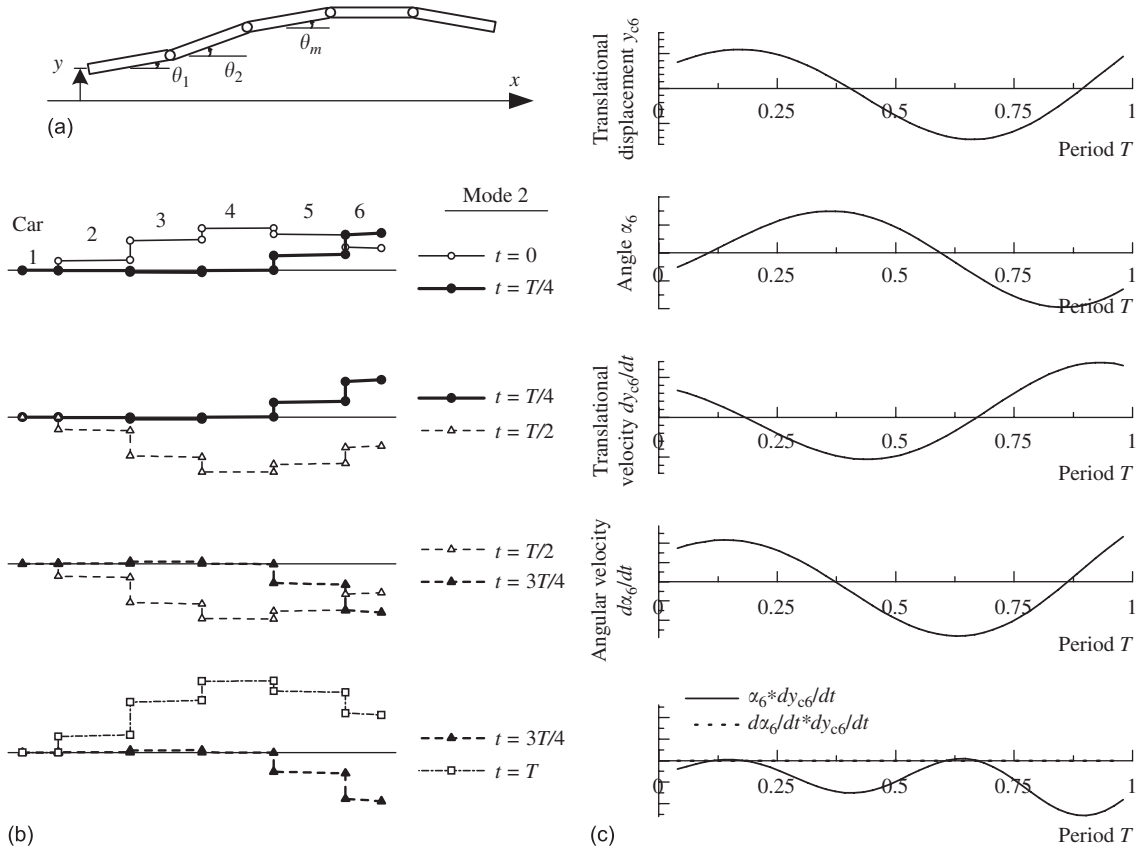 y
θ1
θ2
θm
x
(a)
Car
1
2
3
4
5
6
Mode 2
t = 0
t = T/4
t = T/4
t = T/2
t = T/2
t = 3T/4
t = 3T/4
t = T
(b)
Translational
displacement yc6
0
0.25
0.5
0.75
1
Period T
Angle α6
0
0.25
0.5
0.75
1
Period T
Translational
velocity dyc6/dt
0
0.25
0.5
0.75
1
Period T
Angular velocity
dα6/dt
0
0.25
0.5
0.75
1
Period T
α6*dyc6/dt
dα6/dt*dyc6/dt
0
0.25
0.5
0.75
1
Period T
(c)